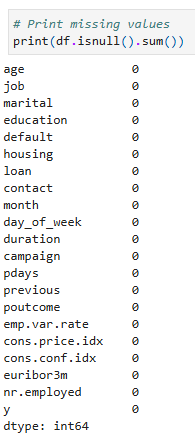 # Print missing values
print(df.isnull().sum())
age 0
job 0
marital 0
education 0
default 0
housing 0
loan 0
contact 0
month 0
day_of_week 0
duration 0
campaign 0
pdays 0
previous 0
poutcome 0
emp.var.rate 0
cons.price.idx 0
cons.conf.idx 0
euribor3m 0
nr.employed 0
y 0
dtype: int64